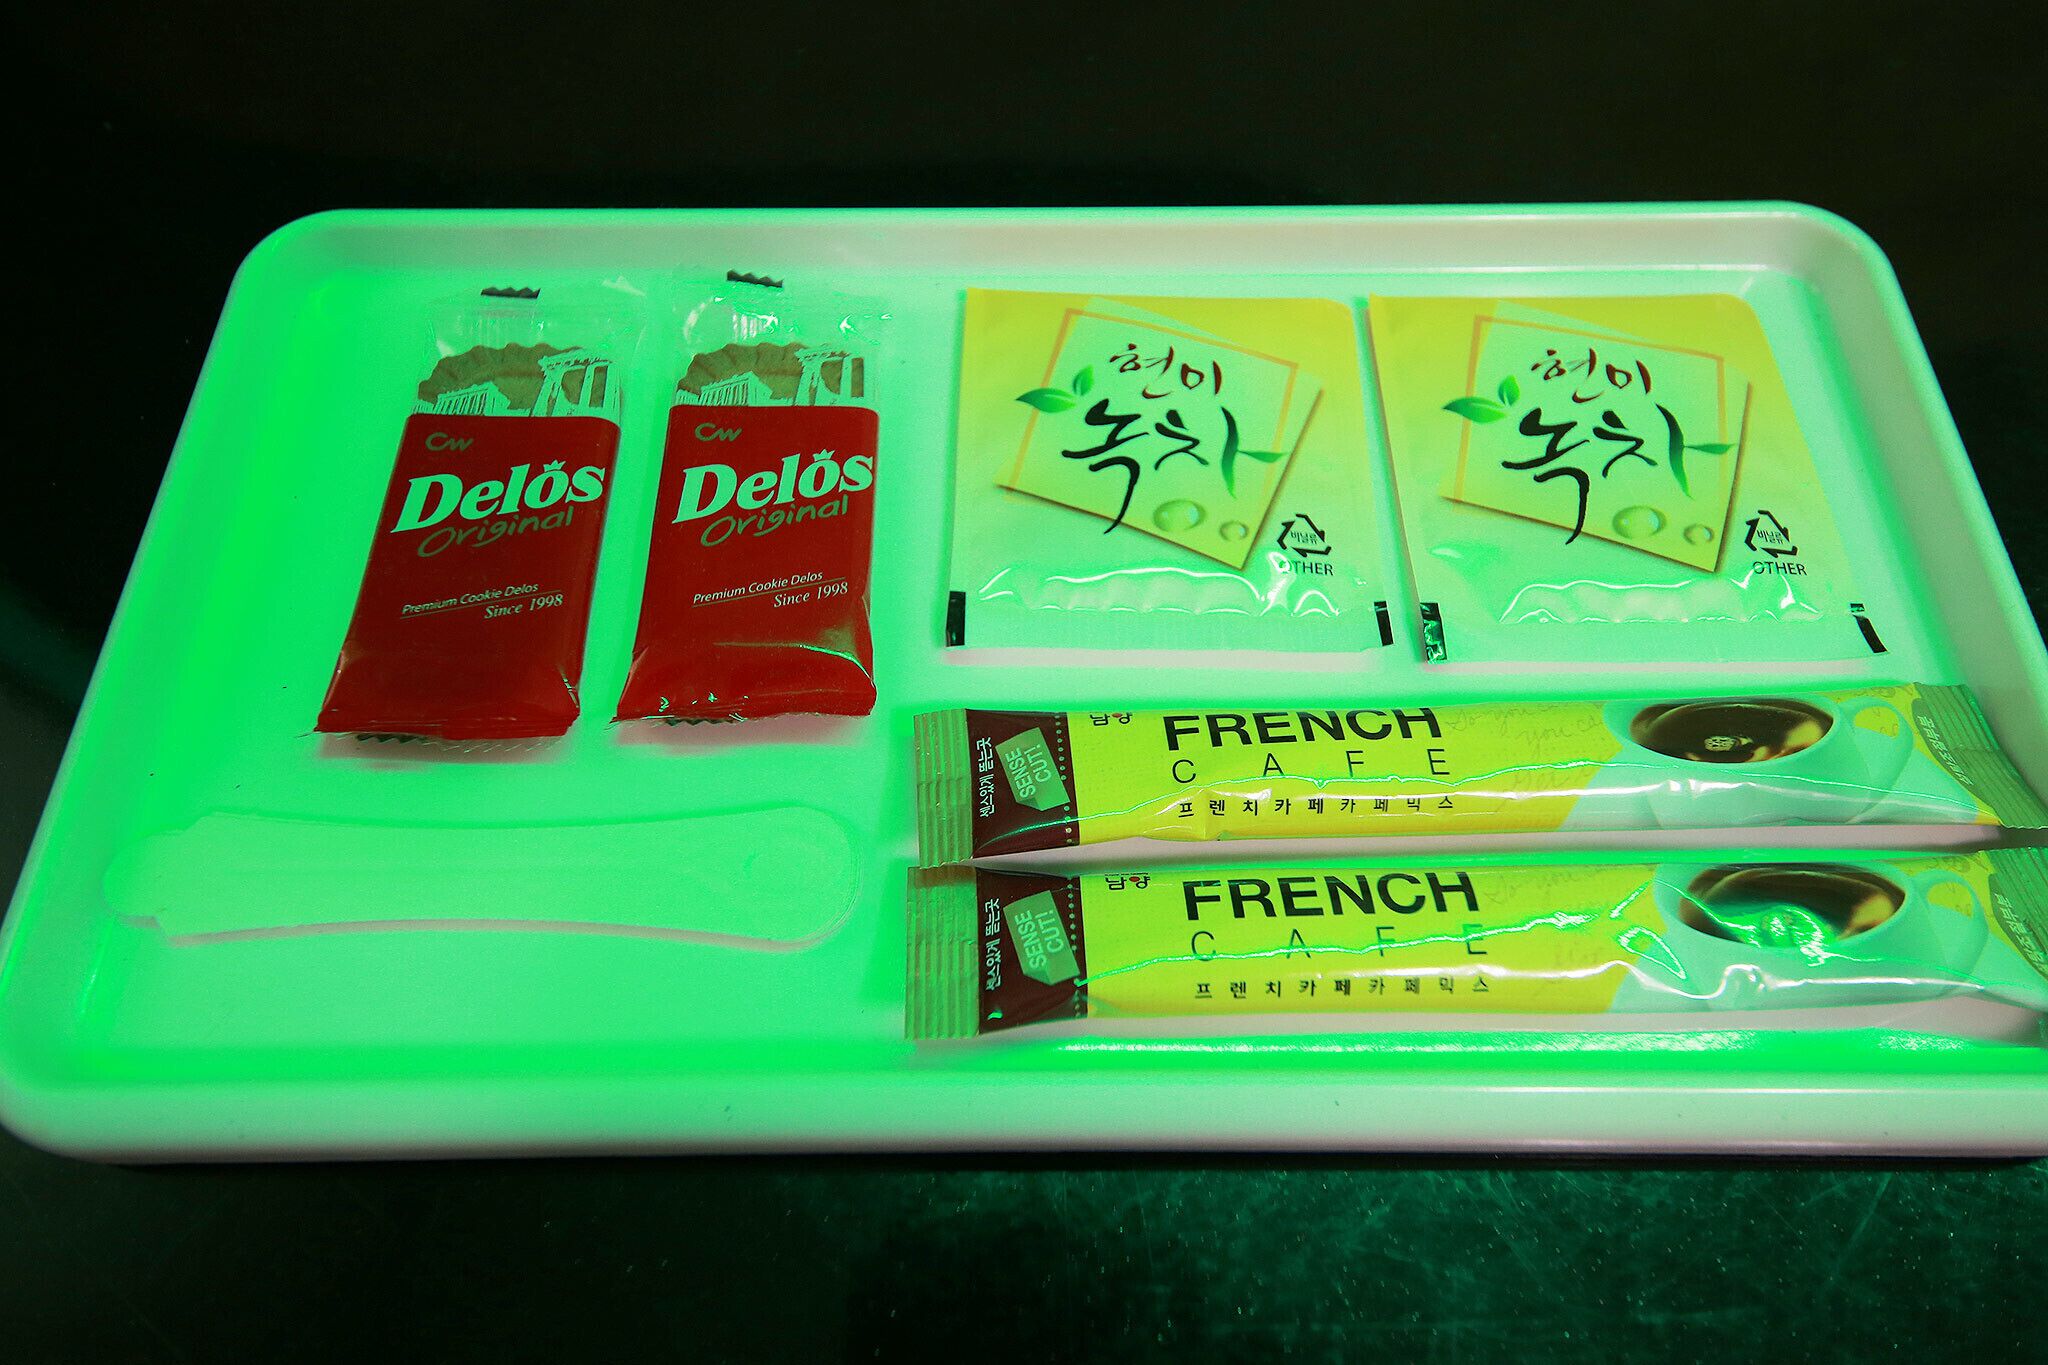 CW
Delos
Original
Premium Cookie Delos
Since 1998
CW
Delos
Original
Premium Cookie Delos
Since 1998
현미
녹차
비닐류
OTHER
현미
녹차
비닐류
OTHER
센스있게 뜯는곳
SENSE
CUT!
남양
FRENCH
CAFE
프렌치카페카페믹스
센스있게 뜯는곳
SENSE
CUT!
남양
FRENCH
CAFE
프렌치카페카페믹스